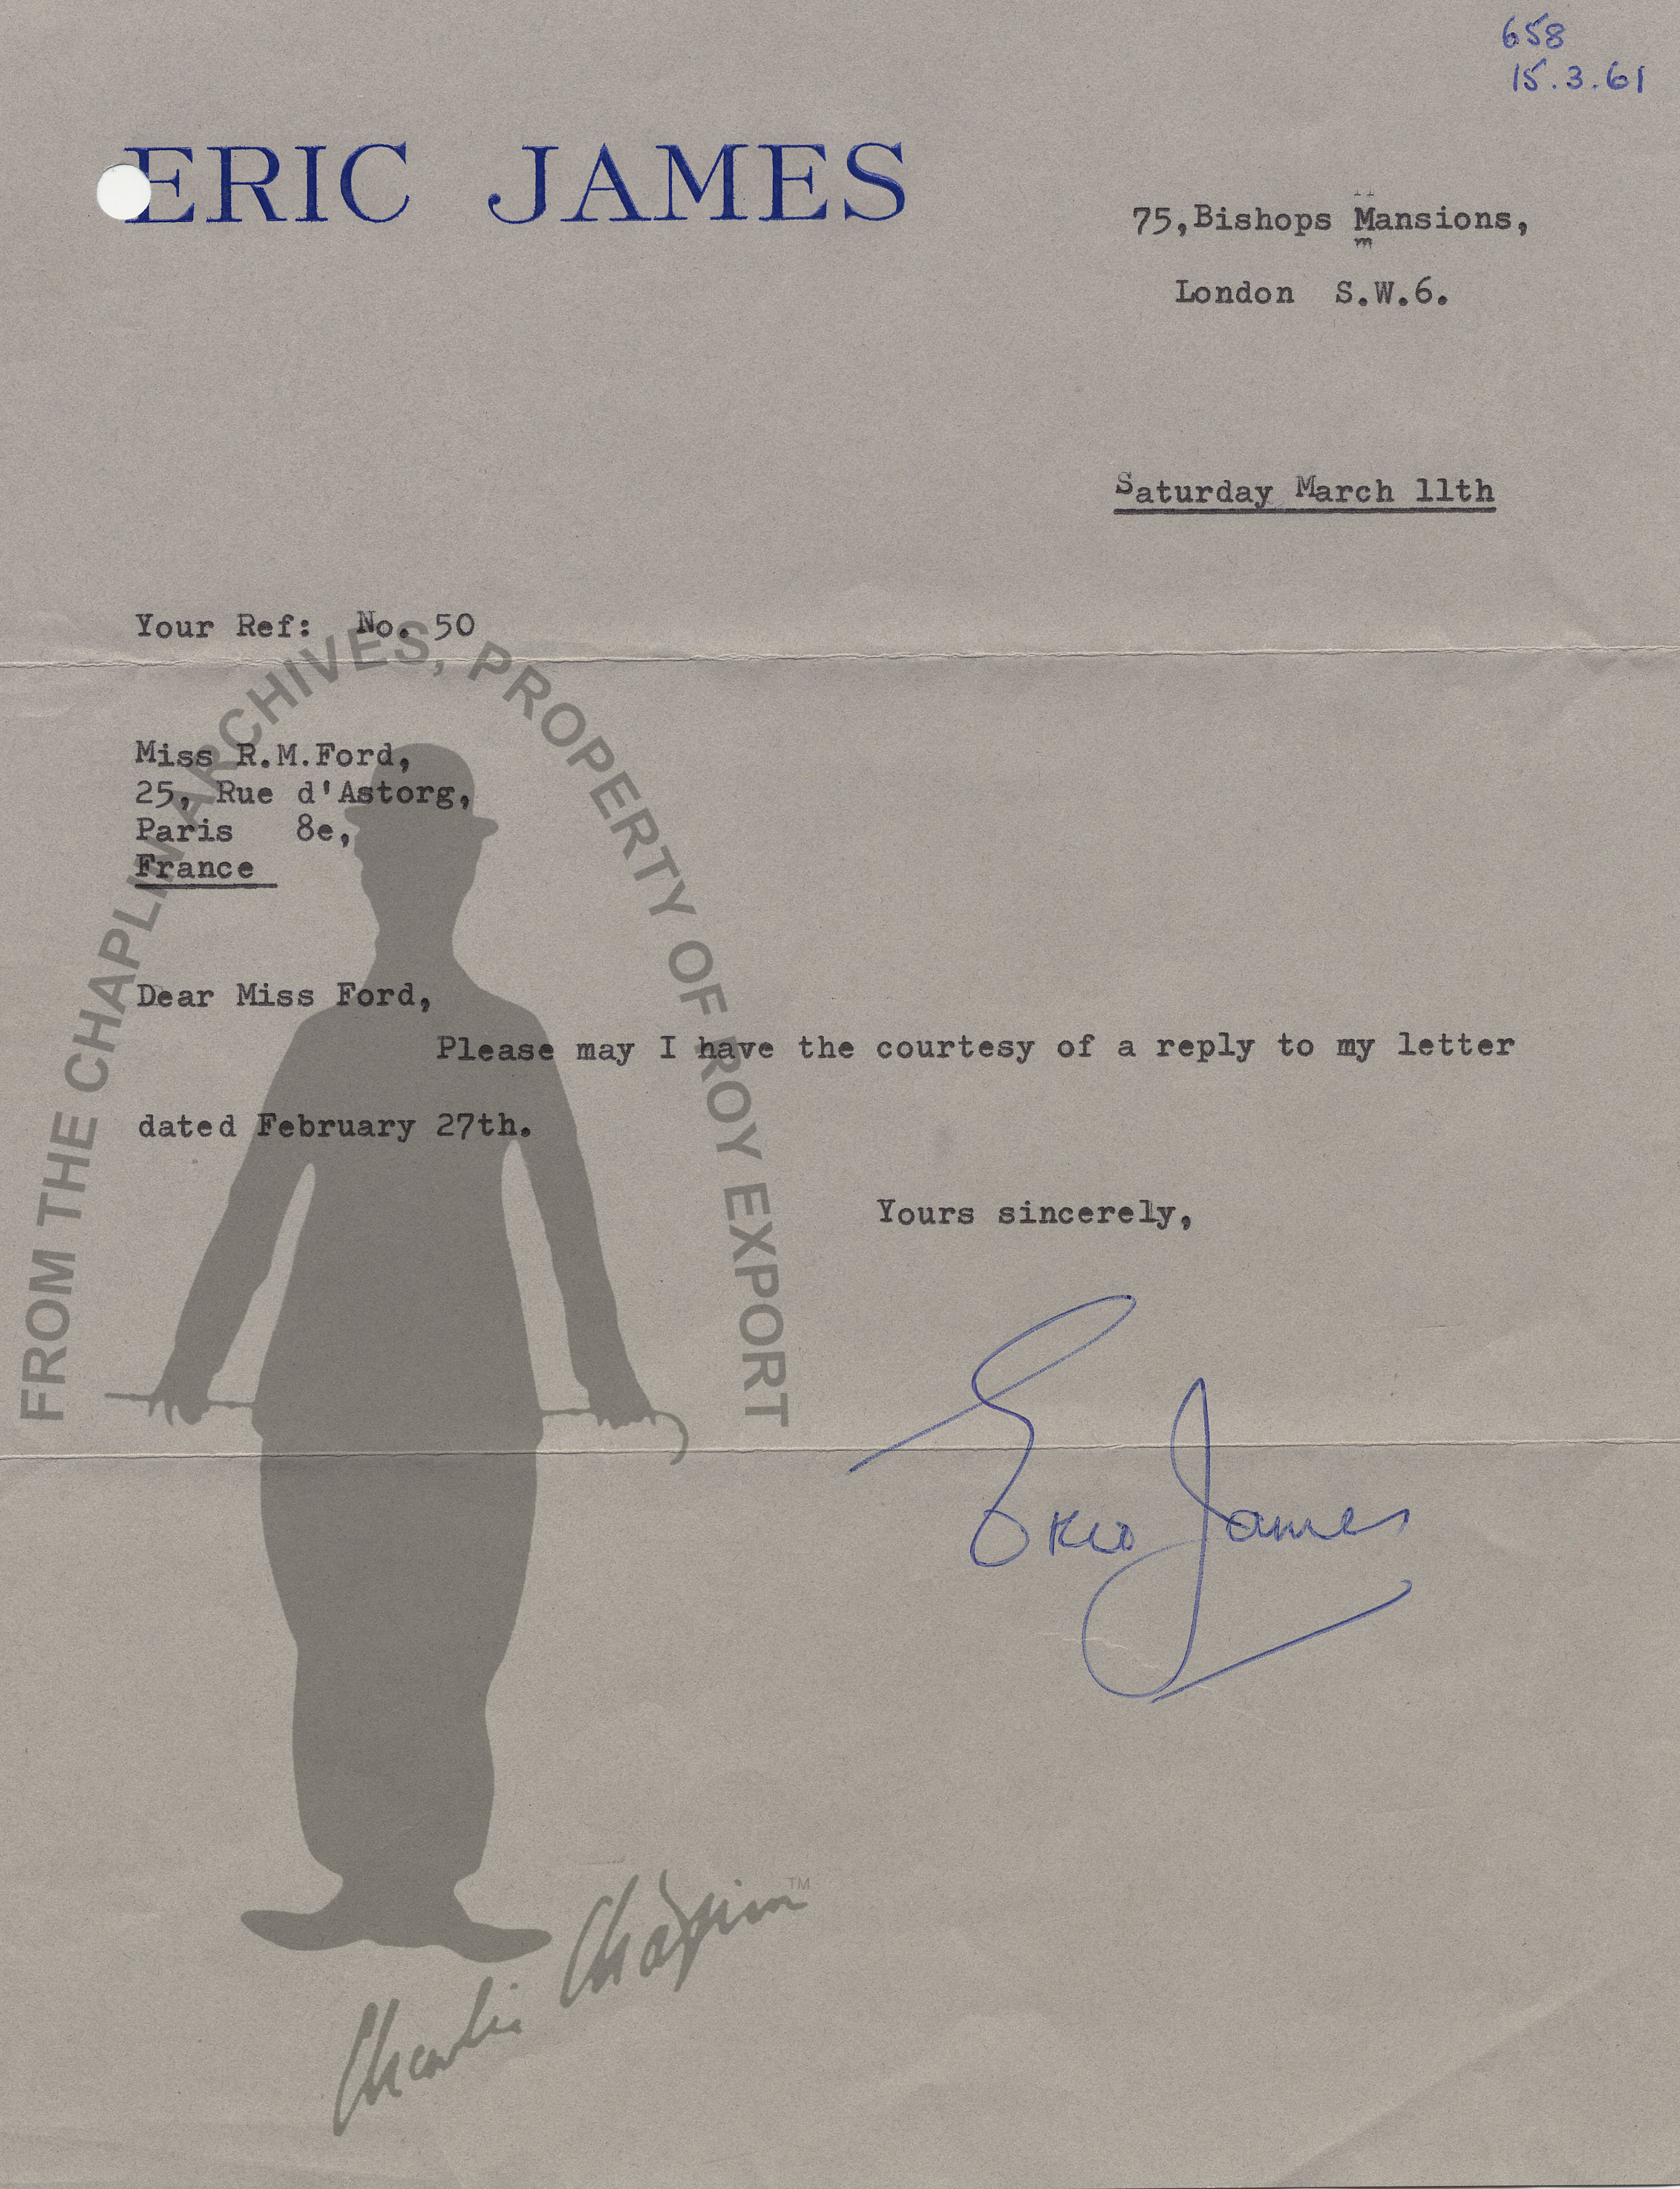 658
15.3.61
ERIC JAMES
75,Bishops Mansions,
London S.W.6.
Saturday March 11th
Your Ref: No. 50
Miss R.M.Ford,
25, Rue d'Astorg,
Paris 8e,
France
Dear Miss Ford,
Please may I have the courtesy of a reply to my letter
dated February 27th.
Yours sincerely,
Eric James
FROM THE CHAPLIN ARCHIVES, PROPERTY OF ROY EXPORT
Charlie Chaplin TM